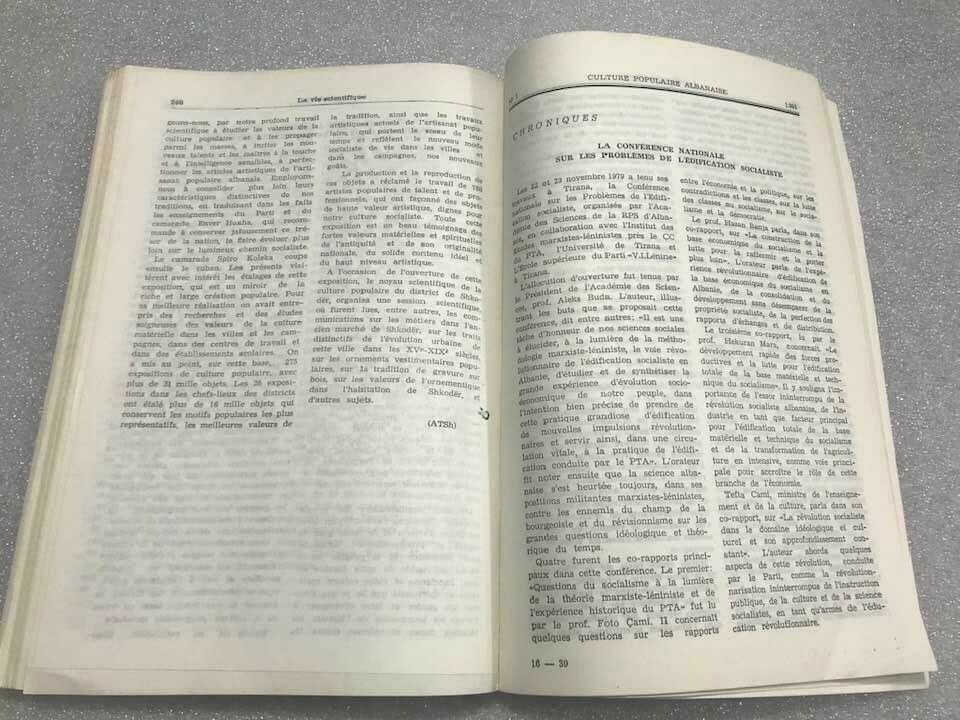 La vie scientifique
geons-nous, par notre profond travail
scientifique à étudier les valeurs de la
culture populaire et à les propager
parmi les masses, à inciter les nou-
veaux talents et les maîtres à la touche
et à l'intelligence sensibles, à perfec-
tionner les articles artistiques de l'arti-
sanat populaire albanais. Employons-
nous à consolider plus loin leurs
caractéristiques distinctives de nos
traditions, en traduisant dans les faits
les enseignements du Parti et du
camarade Enver Hoxha, qui recom-
mande à conserver jalousement ce tré-
sor de la nation, la faire évoluer plus
loin sur le lumineux chemin socialiste
Le camarade Spiro Koleka coupa
ensuite le ruban. Les présents visi-
tèrent avec intérêt les étalages de cette
exposition, qui est un miroir de la
riche et large création populaire. Pour
sa meilleure réalisation on avait entre-
pris des recherches et des études
soigneuses des valeurs de la culture
matérielle dans les villes et les cam-
pagnes, dans des centres de travail et
dans des établissements scolaires. On
a mis au point, sur cette base, 275
expositions de culture populaire, avec
plus de 31 mille objets. Les 26 exposi-
tions dans les chefs-lieux des districts
ont étalé plus de 16 mille objets qui
conservent les motifs populaires les plus
représentatifs, les meilleures valeurs de
la tradition, ainsi que les travaux
artistiques actuels de l'artisanat popu-
laire, qui portent le sceau de leur
temps et reflètent le nouveau mode
socialiste de vie dans les villes et
dans les campagnes, nos nouveaux
goûts.
La production et la reproduction de
ces objets a réclamé le travail de
artistes populaires de talent et de pro-
fessionnels, qui ont façonné des objets
de haute valeur artistique, dignes pour
notre culture socialiste. Toute cette
exposition est un beau témoignage des
fortes valeurs matérielles et spirituelles
de l'antiquité et de son originalité
nationale, du solide contenu idéel et
du haut niveau artistique.
A l'occasion de l'ouverture de cette
exposition, le noyau scientifique de la
culture populaire du district de Shko-
dër, organisa une session scientifique,
où furent lues, entre autres, les com-
munications sur les métiers dans l'an-
cien marché de Shkodër, sur les traits
distinctifs de l'évolution urbaine de
cette ville dans les XVe-XIXe siècles,
sur les ornements vestimentaires popu-
laires, sur la tradition de gravure sur
bois, sur les valeurs de l'ornementique
dans l'habitation de Shkodër, et
d'autres sujets.
(ATSh)
CULTURE POPULAIRE ALBANAISE
CHRONIQUES
LA CONFERENCE NATIONALE
SUR LES PROBLÈMES DE L'ÉDIFICATION SOCIALISTE
Les 22 et 23 novembre 1979 a tenu ses
travaux à Tirana, la Conférence
nationale sur les Problèmes de l'Edifi-
cation socialiste, organisée par l'Aca-
démie des Sciences de la RPS d'Alba-
nie, en collaboration avec l'Institut des
Etudes marxistes-léninistes près le CC
du PTA, l'Université de Tirana et
l'Ecole supérieure du Parti «V.I.Lénine»
à Tirana.
L'allocution d'ouverture fut tenue par
le Président de l'Académie des Scien-
ces, prof. Aleks Buda. L'auteur, illus-
trant les buts que se proposait cette
conférence, dit entre autres: «Il est une
tâche d'honneur de nos sciences sociales
d'élucider, à la lumière de la métho-
dologie marxiste-léniniste, le voie révo-
lutionnaire de l'édification socialiste en
Albanie, d'étudier et de synthétiser la
grande expérience d'évolution socio-
économique de notre peuple, dans
l'intention bien précise de prendre de
cette pratique grandiose d'édification
de nouvelles impulsions révolution-
naires et servir ainsi, dans une circu-
lation vitale, à la pratique de l'édifi-
cation conduite par le PTA». L'orateur
fit noter ensuite que la science alba-
naise s'est heurtée toujours, dans ses
positions militantes marxistes-léninistes,
contre les ennemis du champ de la
bourgeoisie et du révisionnisme sur les
grandes questions idéologique et théo-
rique du temps.
Quatre furent les co-rapports princi-
paux dans cette conférence. Le premier:
«Questions du socialisme à la lumière
de la théorie marxiste-léniniste et de
l'expérience historique du PTA» fut lu
par le prof. Foto Çami. Il concernait
quelques questions sur les rapports
entre l'économie et la politique, sur les
contradictions et les classes, sur la lutte
des classes au socialisme, sur le socia-
lisme et la démocratie.
Le prof. Hasan Banja parla, dans son
co-rapport, sur «La construction de la
base économique du socialisme et la
lutte pour la raffermir et la porter
plus loin». L'orateur parla de l'expé-
rience révolutionnaire d'édification de
la base économique du socialisme en
Albanie, de la consolidation et du
développement sans désemparer de la
propriété socialiste, de la perfection des
rapports d'échanges et de distribution.
Le troisième co-rapport, lu par le
prof. Hekuran Mara, concernait, «Le
développement rapide des forces pro-
ductives et la lutte pour l'édification
totale de la base matérielle et tech-
nique du socialisme». Il y souligna l'im-
portance de l'essor ininterrompu de la
révolution socialiste albanaise, de l'in-
dustrie en tant que facteur principal
pour l'édification totale de la base
matérielle et technique du socialisme
et de la transformation de l'agricul-
ture en intensive, comme voie princi-
pale pour accroître le rôle de cette
branche de l'économie.
Tefta Cami, ministre de l'enseigne-
ment et de la culture, parla dans son
co-rapport, sur «La révolution socialiste
dans le domaine idéologique et cul-
turel et son approfondissement con-
stant». L'auteur aborda quelques
aspects de cette révolution, conduite
par le Parti, comme la révolution-
narisation ininterrompue de l'instruction
publique, de la culture et de la science
socialistes, en tant qu'armes de l'édu-
cation révolutionnaire.
16 — 39